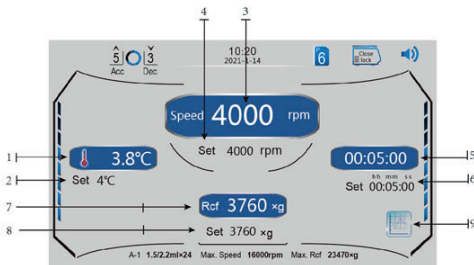 4 3
5 3
Acc Dec
10:20
2021-1-14
6
Close
lock
Speed 4000 rpm
Set 4000 rpm
1 3.8℃
2 Set 4℃
00:05:00 5
hh mm ss
Set 00:05:00 6
7 Rcf 3760 ×g
8 Set 3760 ×g
9
A-1 1.5/2.2ml×24 Max. Speed 16000rpm Max. Rcf 23470×g